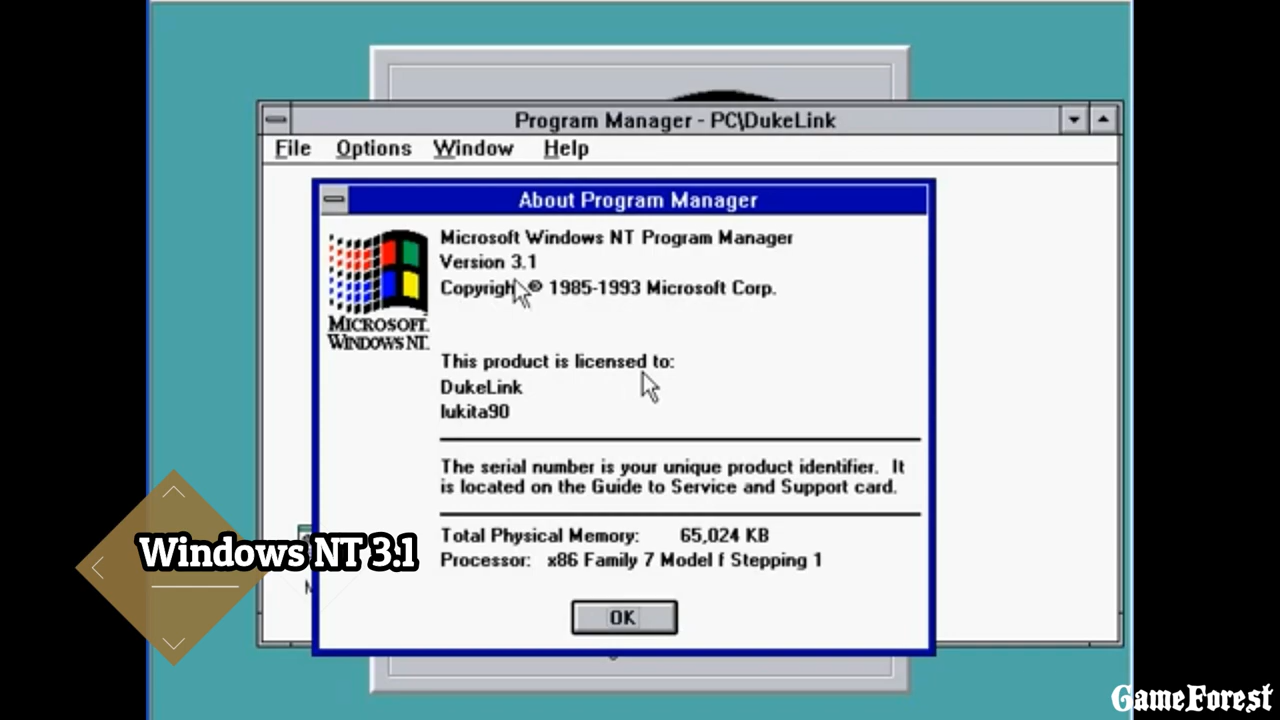 Program Manager - PC\DukeLink
File Options Window Help
About Program Manager
Microsoft Windows NT Program Manager
Version 3.1
Copyright © 1985-1993 Microsoft Corp.
MICROSOFT.
WINDOWS NT.
This product is licensed to:
DukeLink
lukita90
The serial number is your unique product identifier. It
is located on the Guide to Service and Support card.
Total Physical Memory: 65,024 KB
Processor: x86 Family 7 Model f Stepping 1
Windows NT 3.1
OK
GameForest